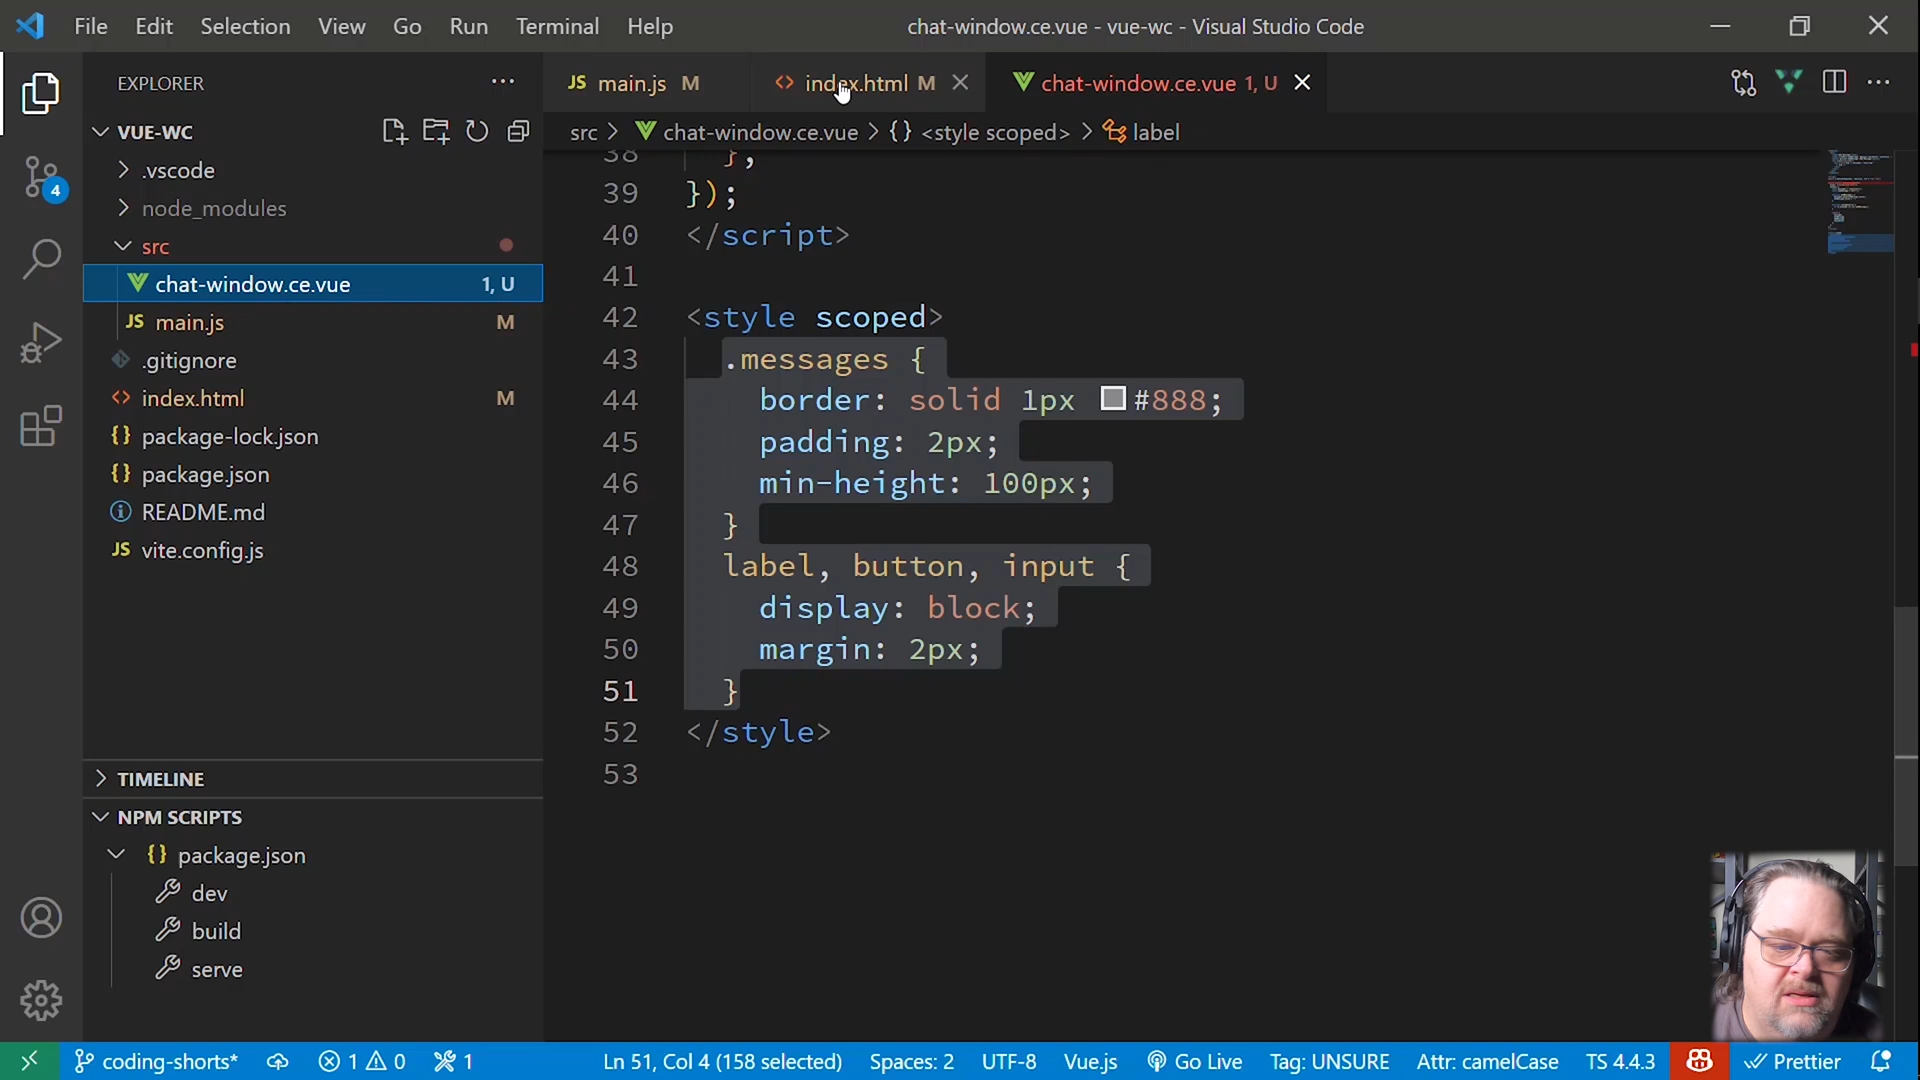 File Edit Selection View Go Run Terminal Help
chat-window.ce.vue - vue-wc - Visual Studio Code
EXPLORER
VUE-WC
.vscode
node_modules
src
chat-window.ce.vue 1, U
JS main.js M
.gitignore
<> index.html M
{} package-lock.json
{} package.json
README.md
JS vite.config.js
TIMELINE
NPM SCRIPTS
{} package.json
dev
build
serve
4
JS main.js M
<> index.html M
chat-window.ce.vue 1, U
src > chat-window.ce.vue > {} <style scoped> > label
38 },
39 });
40 </script>
41
42 <style scoped>
43 .messages {
44 border: solid 1px #888;
45 padding: 2px;
46 min-height: 100px;
47 }
48 label, button, input {
49 display: block;
50 margin: 2px;
51 }
52 </style>
53
coding-shorts* 1 0 1 Ln 51, Col 4 (158 selected) Spaces: 2 UTF-8 Vue.js Go Live Tag: UNSURE Attr: camelCase TS 4.4.3 Prettier